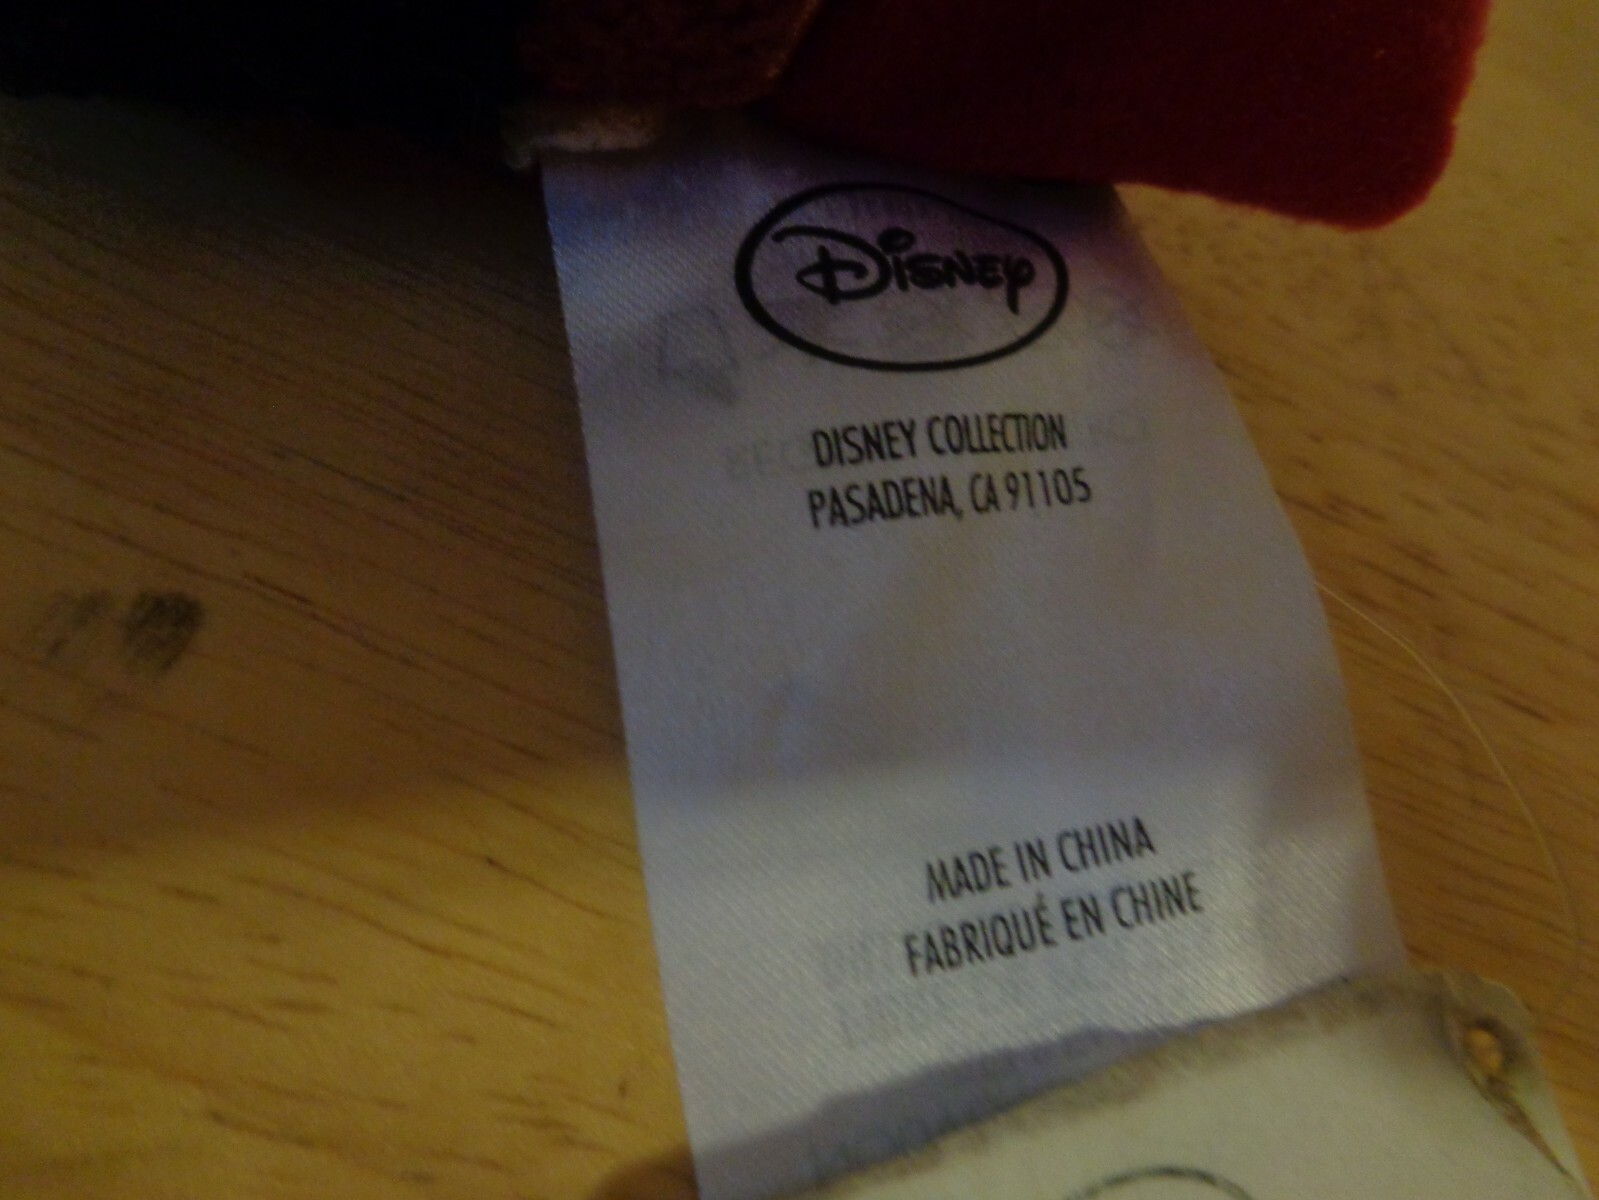 Disney
DISNEY COLLECTION
PASADENA, CA 91105
MADE IN CHINA
FABRIQUÉ EN CHINE